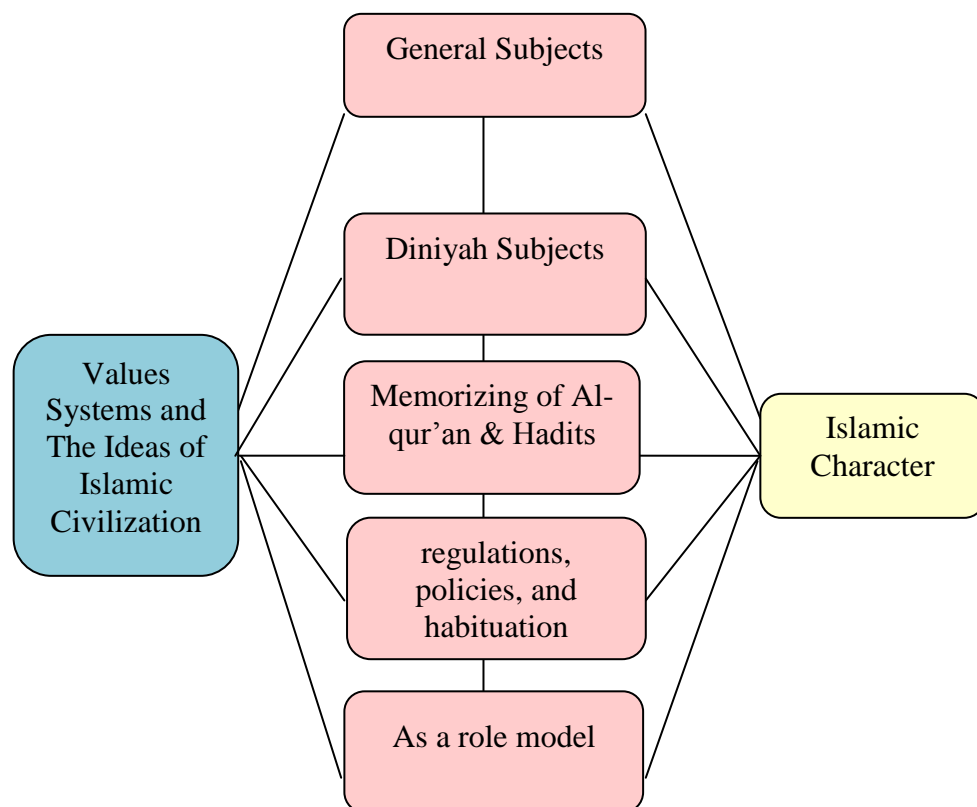 General Subjects
Diniyah Subjects
Values
Systems and
The Ideas of
Islamic
Civilization
Memorizing of Al-
qur’an & Hadits
Islamic
Character
regulations,
policies, and
habituation
As a role model